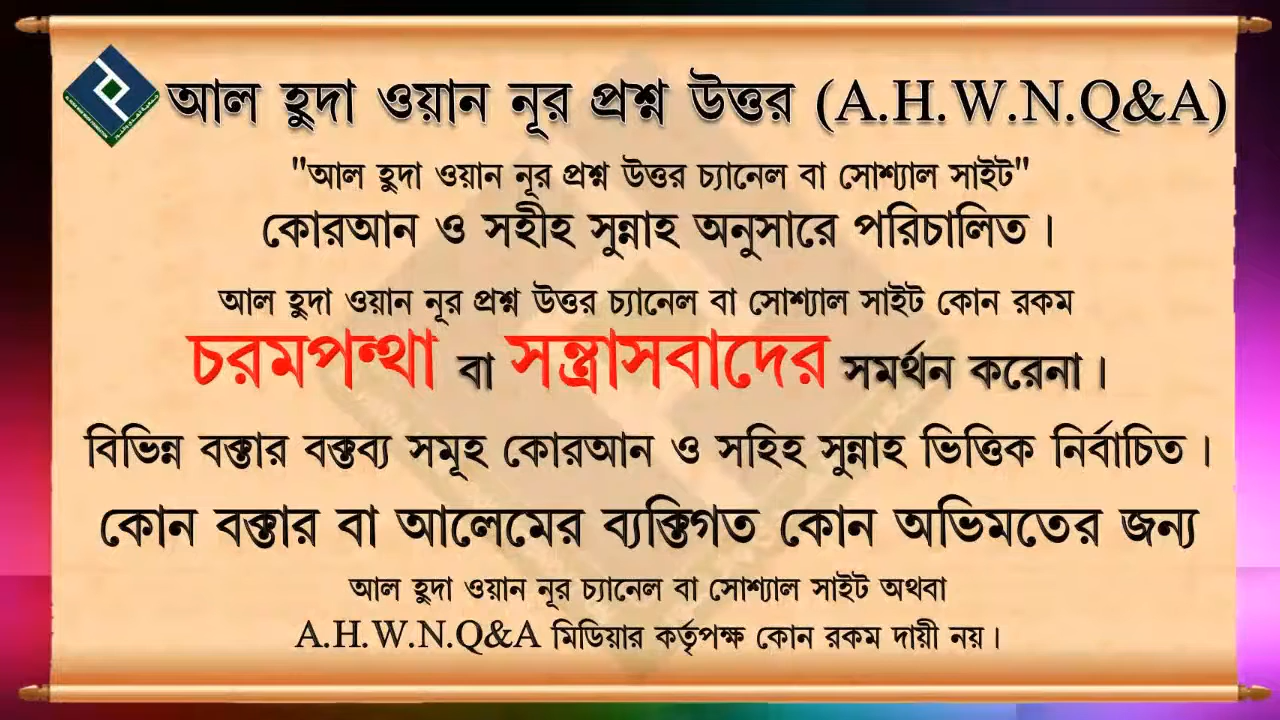 আল হুদা ওয়ান নূর প্রশ্ন উত্তর (A.H.W.N.Q&A)
"আল হুদা ওয়ান নূর প্রশ্ন উত্তর চ্যানেল বা সোশ্যাল সাইট"
কোরআন ও সহীহ সুন্নাহ অনুসারে পরিচালিত।
আল হুদা ওয়ান নূর প্রশ্ন উত্তর চ্যানেল বা সোশ্যাল সাইট কোন রকম
চরমপন্থা বা সন্ত্রাসবাদের সমর্থন করেনা।
বিভিন্ন বক্তার বক্তব্য সমূহ কোরআন ও সহিহ সুন্নাহ ভিত্তিক নির্বাচিত।
কোন বক্তার বা আলেমের ব্যক্তিগত কোন অভিমতের জন্য
আল হুদা ওয়ান নূর চ্যানেল বা সোশ্যাল সাইট অথবা
A.H.W.N.Q&A মিডিয়ার কর্তৃপক্ষ কোন রকম দায়ী নয়।